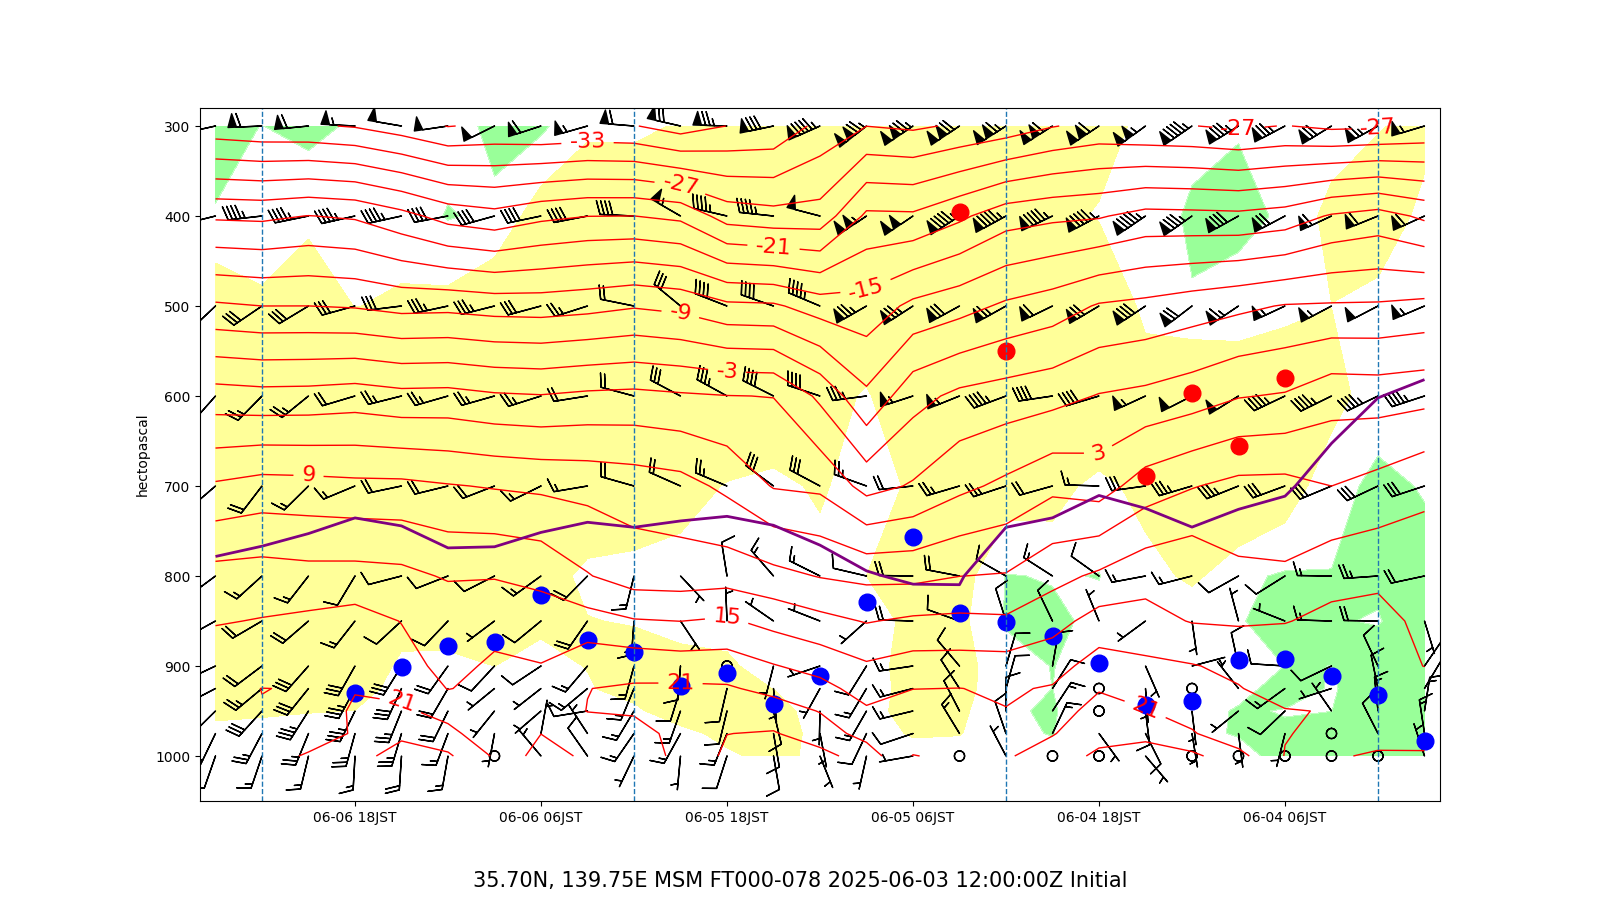 300
400
500
600
700
800
900
1000
hectopascal
-33
-27
-27
-27
-21
-15
-9
-3
3
9
15
21
21
21
06-06 18JST
06-06 06JST
06-05 18JST
06-05 06JST
06-04 18JST
06-04 06JST
35.70N, 139.75E MSM FT000-078 2025-06-03 12:00:00Z Initial